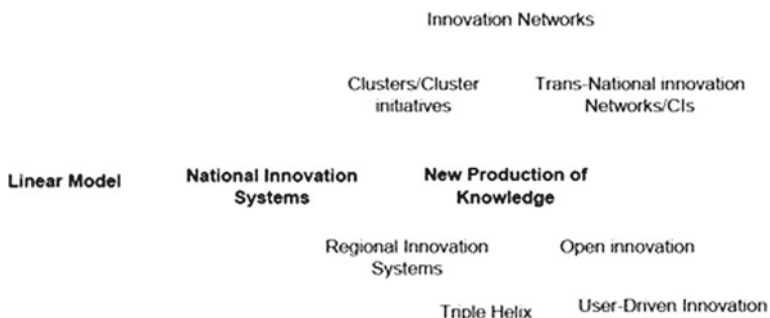 Innovation Networks
Clusters/Cluster
initiatives
Trans-National innovation
Networks/CIs
Linear Model
National Innovation
Systems
New Production of
Knowledge
Regional Innovation
Systems
Open innovation
Triple Helix
User-Driven Innovation